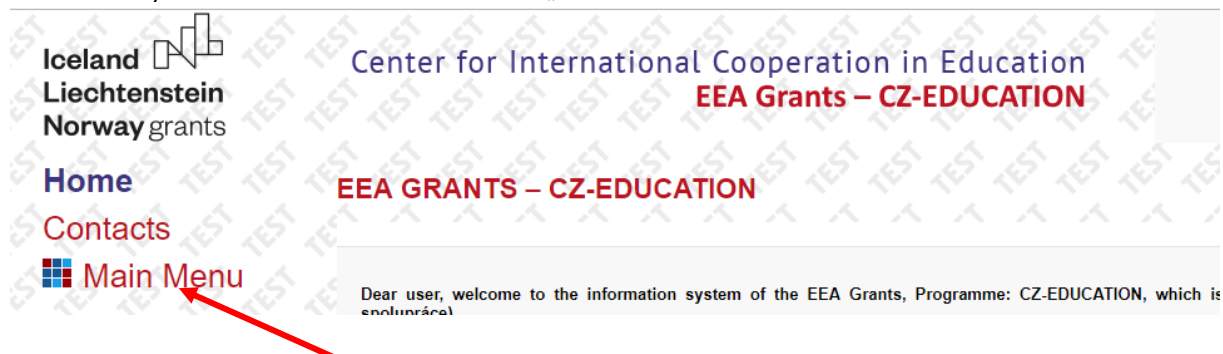 Iceland
Liechtenstein
Norway grants
Center for International Cooperation in Education
EEA Grants – CZ-EDUCATION
Home
Contacts
Main Menu
EEA GRANTS – CZ-EDUCATION
Dear user, welcome to the information system of the EEA Grants, Programme: CZ-EDUCATION, which is
spolupráce)